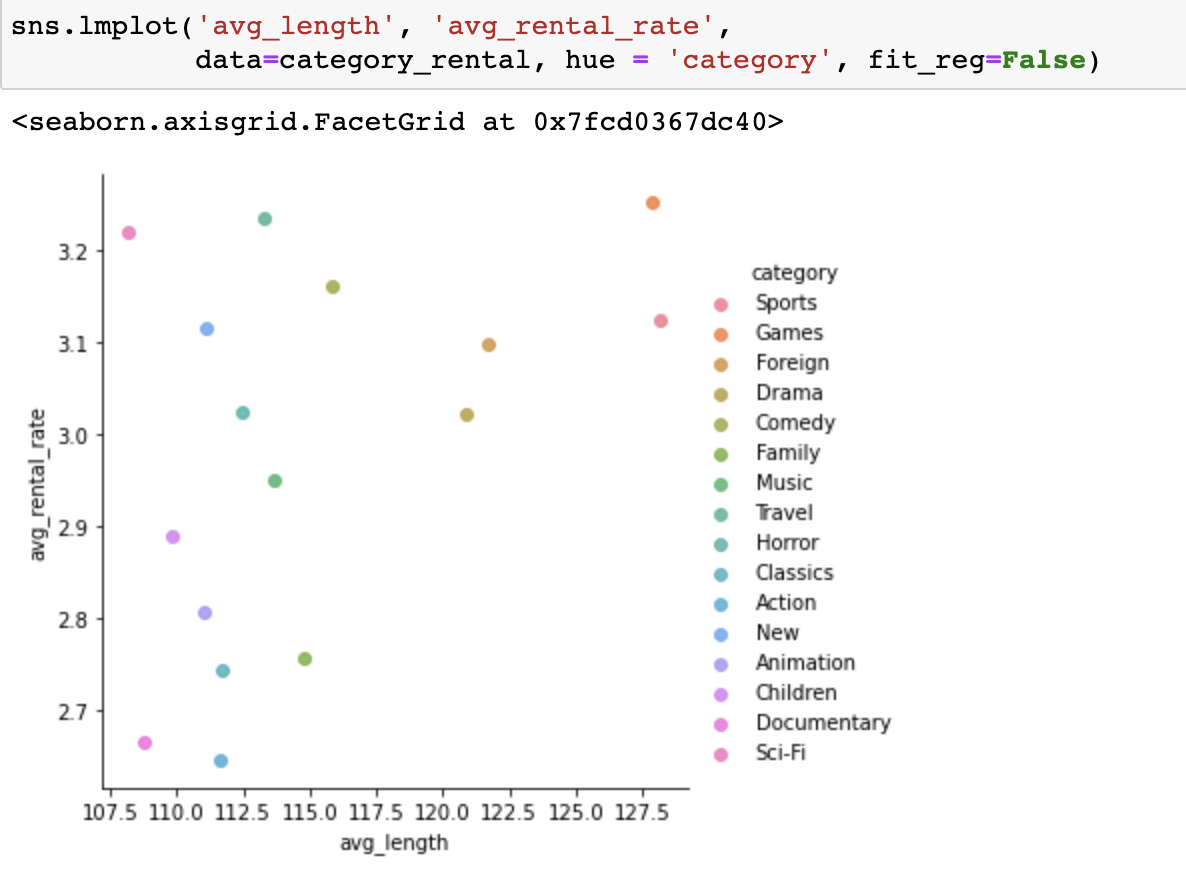 sns.lmplot('avg_length', 'avg_rental_rate',
data=category_rental, hue = 'category', fit_reg=False)
<seaborn.axisgrid.FacetGrid at 0x7fcd0367dc40>
3.2
3.1
3.0
2.9
2.8
2.7
avg_rental_rate
107.5 110.0 112.5 115.0 117.5 120.0 122.5 125.0 127.5
avg_length
category
Sports
Games
Foreign
Drama
Comedy
Family
Music
Travel
Horror
Classics
Action
New
Animation
Children
Documentary
Sci-Fi